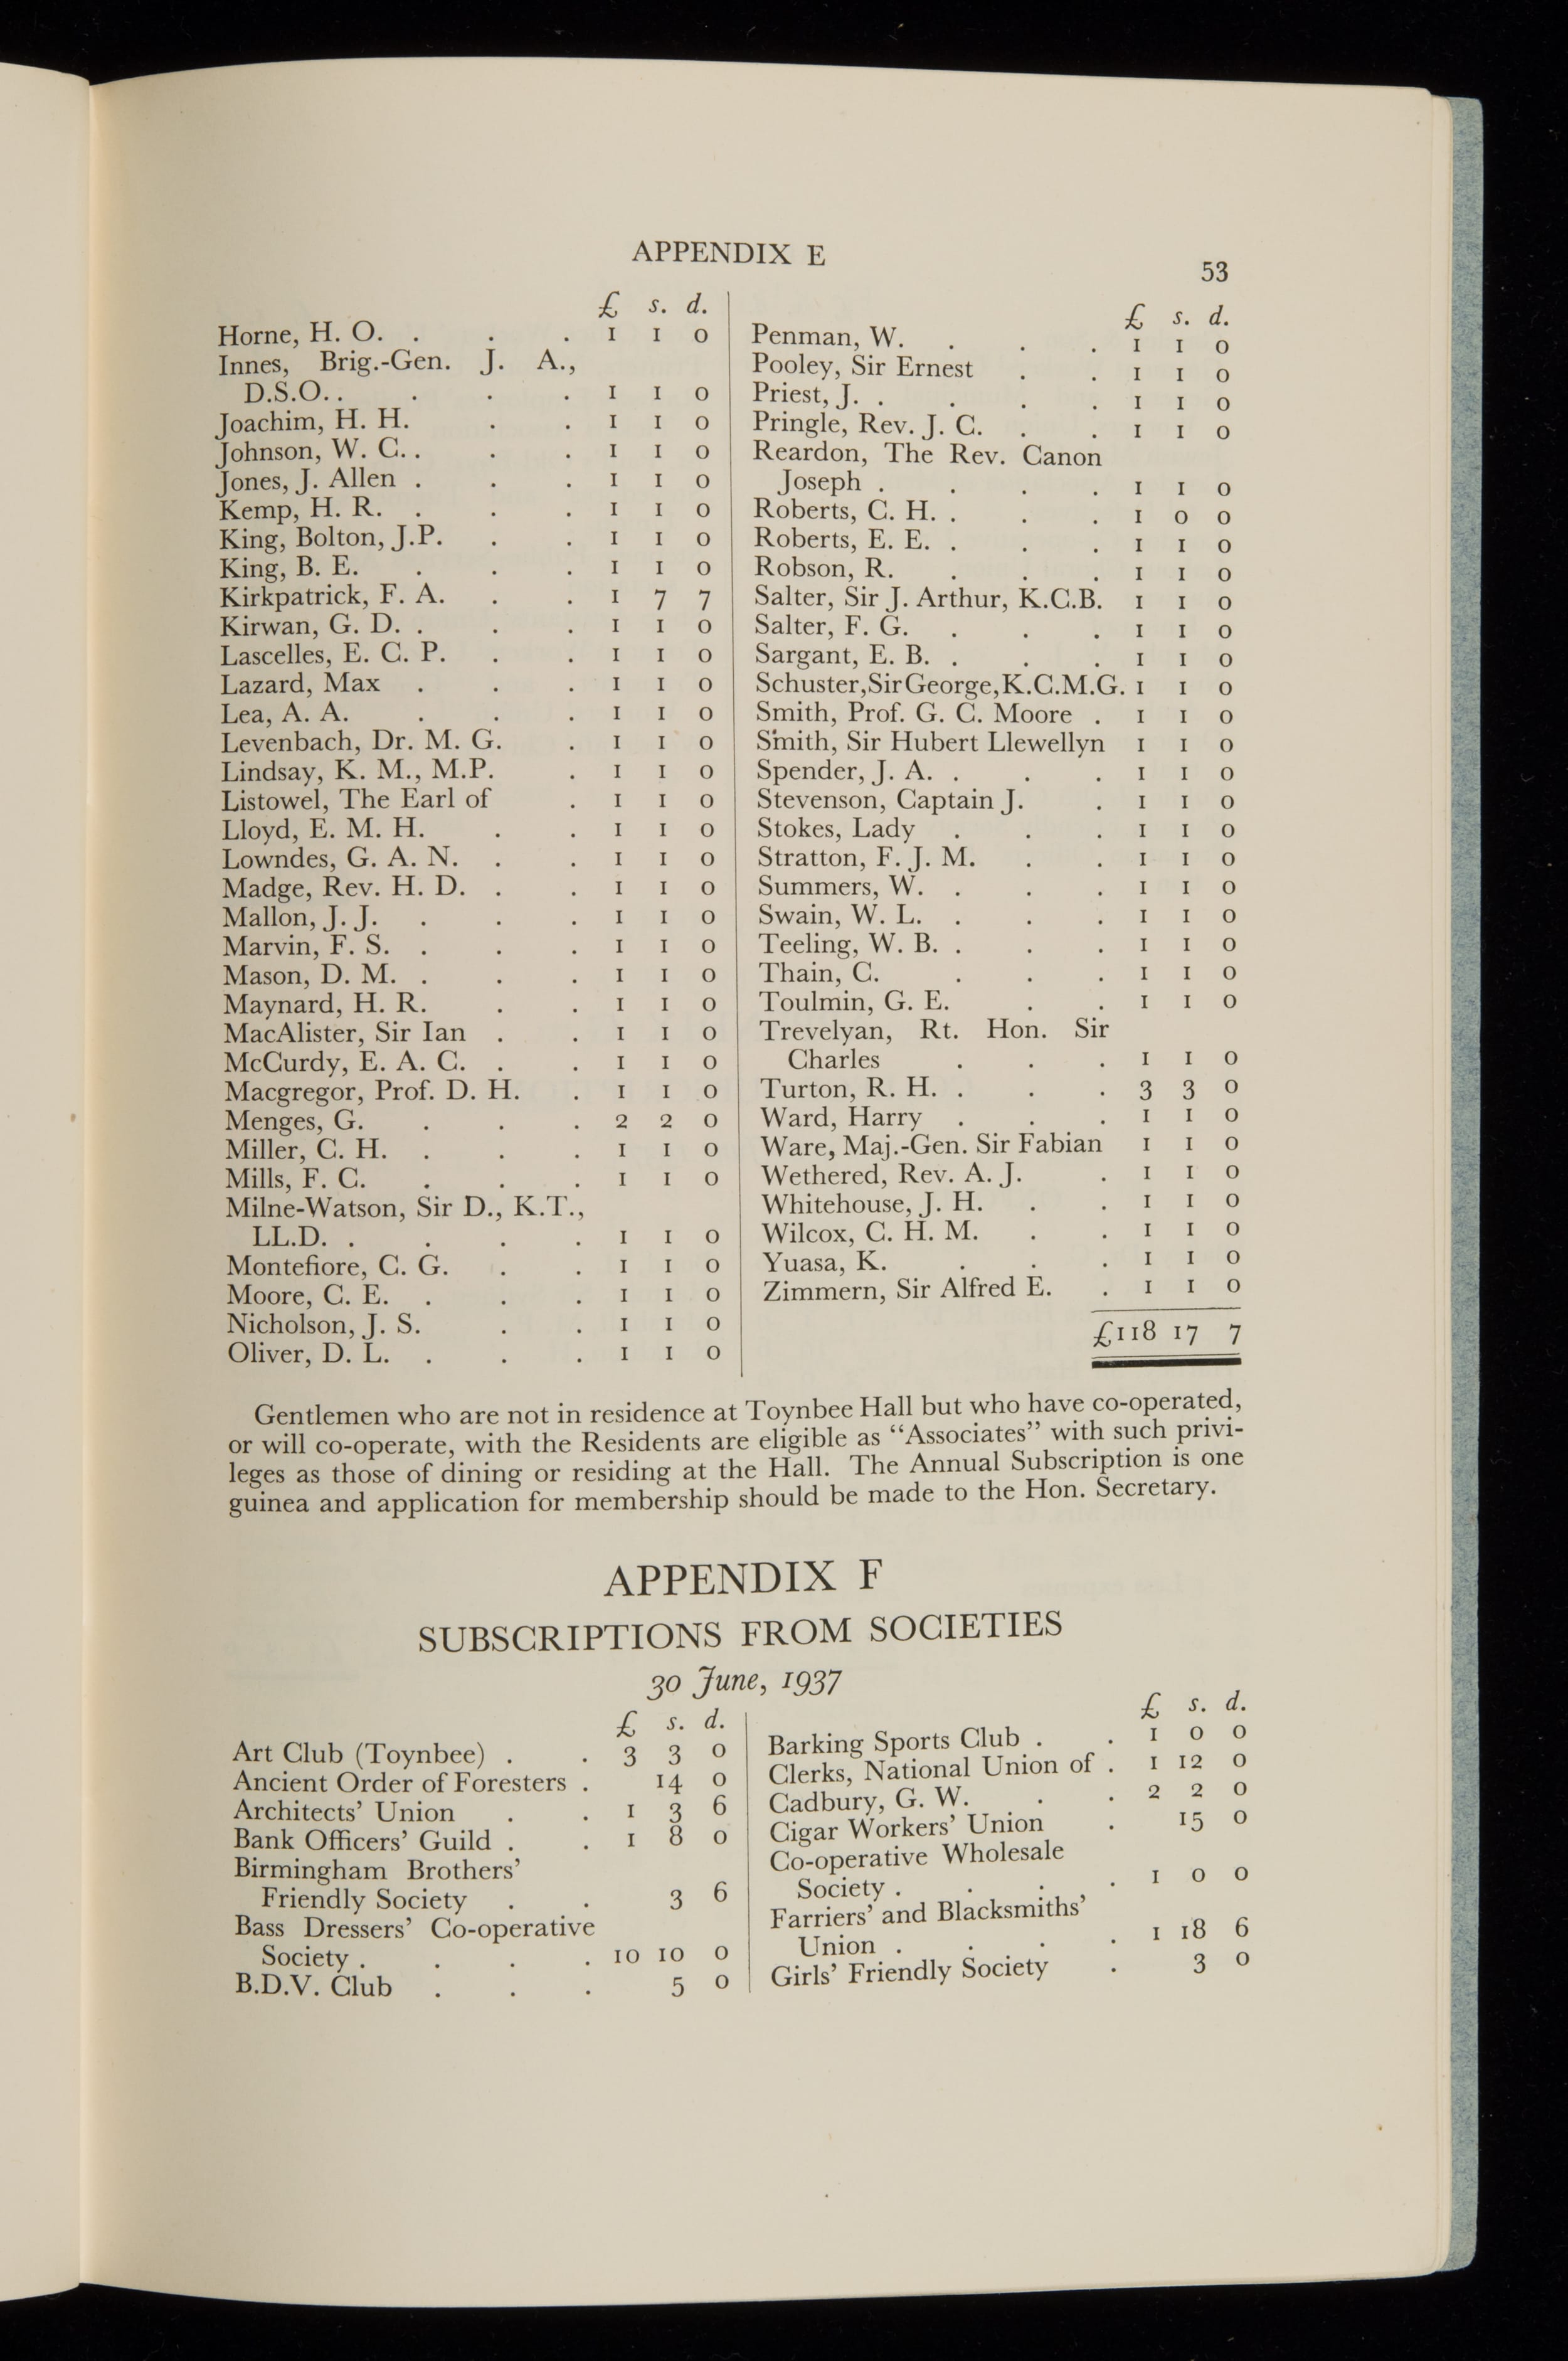 APPENDIX E
53
£ s. d.
Horne, H. O. . . . 1 1 0
Innes, Brig.-Gen. J. A.,
D.S.O. . . . . 1 1 0
Joachim, H. H. . . 1 1 0
Johnson, W. C. . . . 1 1 0
Jones, J. Allen . . . 1 1 0
Kemp, H. R. . . . 1 1 0
King, Bolton, J.P. . . 1 1 0
King, B. E. . . . 1 1 0
Kirkpatrick, F. A. . . 1 7 7
Kirwan, G. D. . . . 1 1 0
Lascelles, E. C. P. . . 1 1 0
Lazard, Max . . . 1 1 0
Lea, A. A. . . . 1 1 0
Levenbach, Dr. M. G. . 1 1 0
Lindsay, K. M., M.P. . 1 1 0
Listowel, The Earl of . 1 1 0
Lloyd, E. M. H. . . 1 1 0
Lowndes, G. A. N. . . 1 1 0
Madge, Rev. H. D. . . 1 1 0
Mallon, J. J. . . . 1 1 0
Marvin, F. S. . . . 1 1 0
Mason, D. M. . . . 1 1 0
Maynard, H. R. . . 1 1 0
MacAlister, Sir Ian . . 1 1 0
McCurdy, E. A. C. . . 1 1 0
Macgregor, Prof. D. H. . 1 1 0
Menges, G. . . . 2 2 0
Miller, C. H. . . . 1 1 0
Mills, F. C. . . . 1 1 0
Milne-Watson, Sir D., K.T.,
LL.D. . . . . 1 1 0
Montefiore, C. G. . . 1 1 0
Moore, C. E. . . . 1 1 0
Nicholson, J. S. . . 1 1 0
Oliver, D. L. . . . 1 1 0
£ s. d.
Penman, W. . . . 1 1 0
Pooley, Sir Ernest . . 1 1 0
Priest, J. . . . . 1 1 0
Pringle, Rev. J. C. . . 1 1 0
Reardon, The Rev. Canon
Joseph . . . . 1 1 0
Roberts, C. H. . . . 1 0 0
Roberts, E. E. . . . 1 1 0
Robson, R. . . . 1 1 0
Salter, Sir J. Arthur, K.C.B. 1 1 0
Salter, F. G. . . . 1 1 0
Sargant, E. B. . . . 1 1 0
Schuster, Sir George, K.C.M.G. 1 1 0
Smith, Prof. G. C. Moore . 1 1 0
Smith, Sir Hubert Llewellyn 1 1 0
Spender, J. A. . . . 1 1 0
Stevenson, Captain J. . 1 1 0
Stokes, Lady . . . 1 1 0
Stratton, F. J. M. . . 1 1 0
Summers, W. . . . 1 1 0
Swain, W. L. . . . 1 1 0
Teeling, W. B. . . . 1 1 0
Thain, C. . . . 1 1 0
Toulmin, G. E. . . 1 1 0
Trevelyan, Rt. Hon. Sir
Charles . . . 1 1 0
Turton, R. H. . . . 3 3 0
Ward, Harry . . . 1 1 0
Ware, Maj.-Gen. Sir Fabian 1 1 0
Wethered, Rev. A. J. . 1 1 0
Whitehouse, J. H. . . 1 1 0
Wilcox, C. H. M. . . 1 1 0
Yuasa, K. . . . 1 1 0
Zimmern, Sir Alfred E. . 1 1 0
£118 17 7
Gentlemen who are not in residence at Toynbee Hall but who have co-operated,
or will co-operate, with the Residents are eligible as “Associates” with such privi-
leges as those of dining or residing at the Hall. The Annual Subscription is one
guinea and application for membership should be made to the Hon. Secretary.
APPENDIX F
SUBSCRIPTIONS FROM SOCIETIES
30 June, 1937
£ s. d.
Art Club (Toynbee) . . 3 3 0
Ancient Order of Foresters . 14 0
Architects’ Union . . 1 3 6
Bank Officers’ Guild . . 1 8 0
Birmingham Brothers’
Friendly Society . . 3 6
Bass Dressers’ Co-operative
Society . . . . 10 10 0
B.D.V. Club . . . 5 0
£ s. d.
Barking Sports Club . . 1 0 0
Clerks, National Union of . 1 12 0
Cadbury, G. W. . . 2 2 0
Cigar Workers’ Union . 15 0
Co-operative Wholesale
Society . . . . 1 0 0
Farriers’ and Blacksmiths’
Union . . . . 1 18 6
Girls’ Friendly Society . 3 0